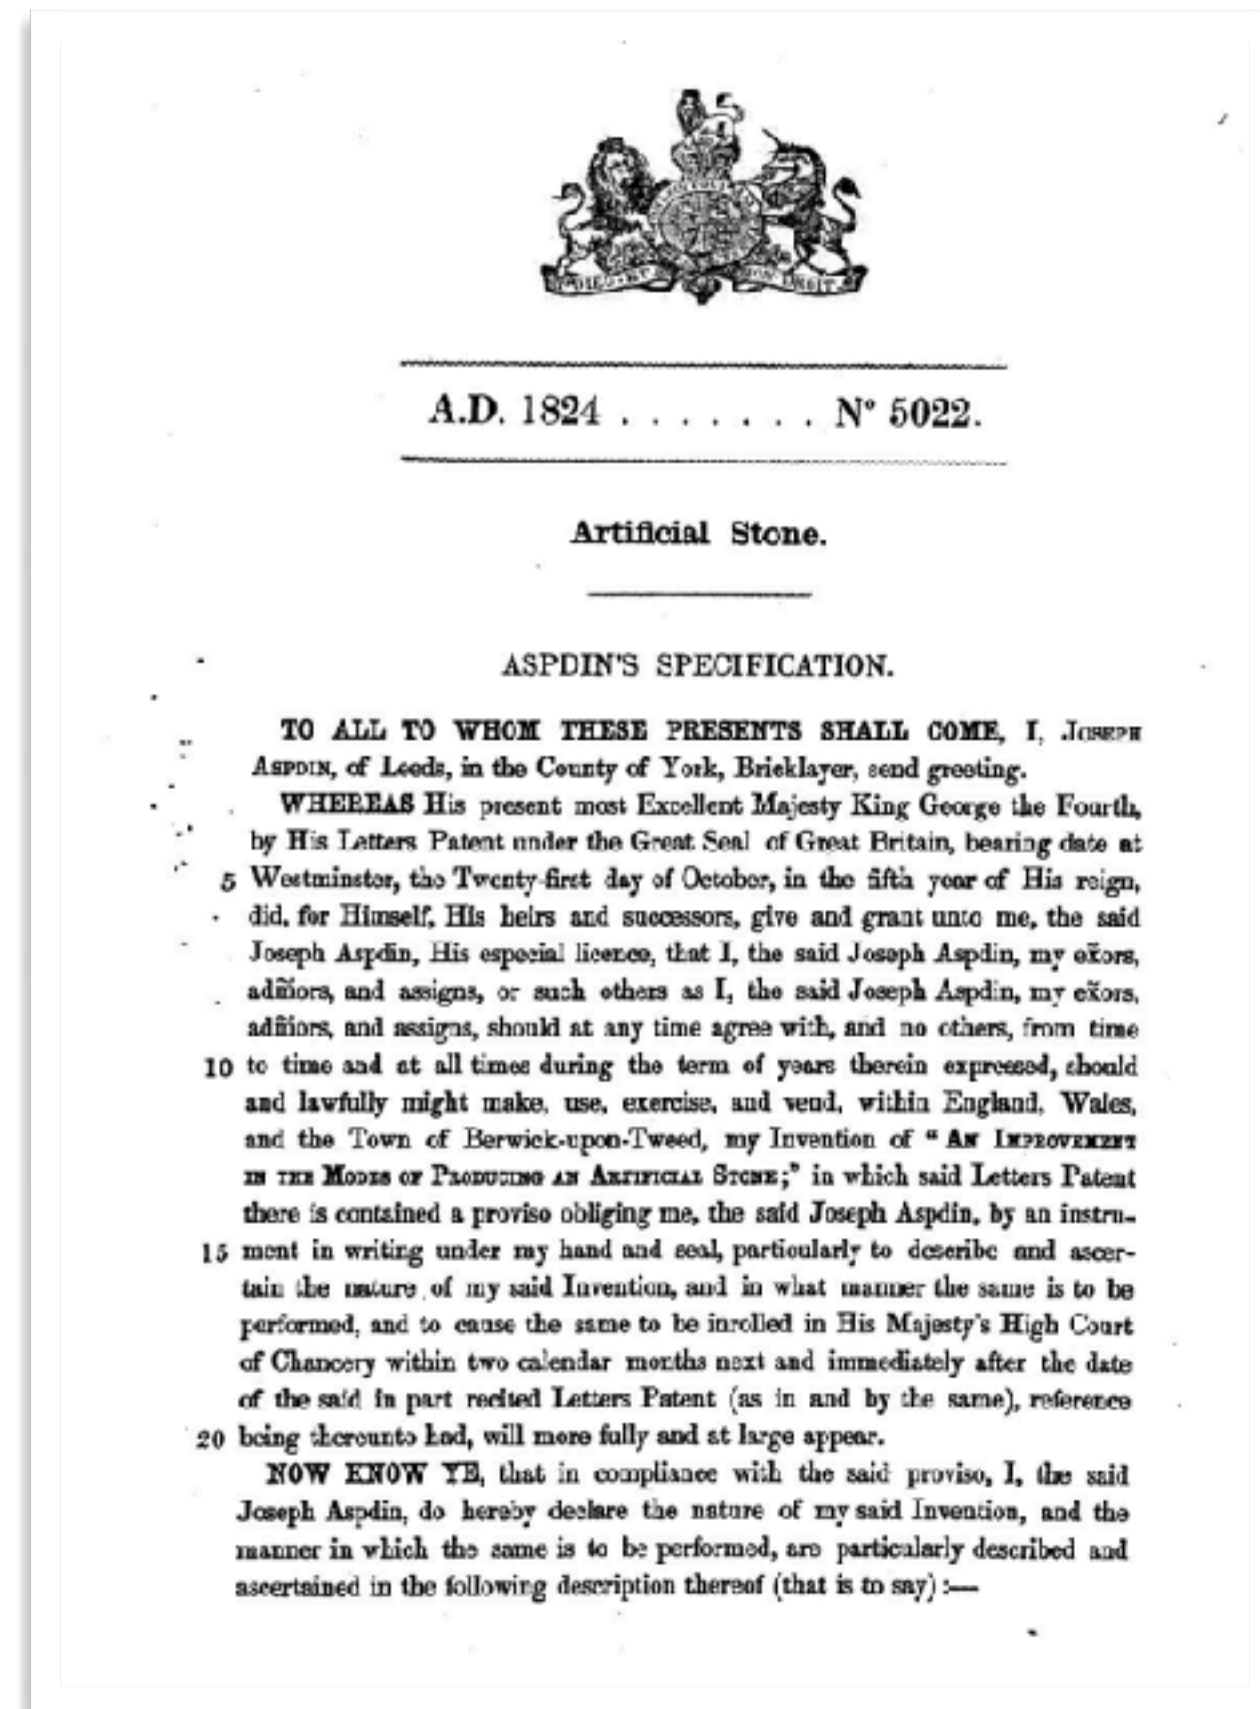 DIEU ET MON DROIT
A.D. 1824 . . . . . . . Nº 5022.
Artificial Stone.
ASPDIN'S SPECIFICATION.
TO ALL TO WHOM THESE PRESENTS SHALL COME, I, JOSEPH
ASPDIN, of Leeds, in the County of York, Bricklayer, send greeting.
WHEREAS His present most Excellent Majesty King George the Fourth,
by His Letters Patent under the Great Seal of Great Britain, bearing date at
5 Westminster, the Twenty-first day of October, in the fifth year of His reign,
did, for Himself, His heirs and successors, give and grant unto me, the said
Joseph Aspdin, His especial licence, that I, the said Joseph Aspdin, my exors,
adm̃ors, and assigns, or such others as I, the said Joseph Aspdin, my exors,
adm̃ors, and assigns, should at any time agree with, and no others, from time
10 to time and at all times during the term of years therein expressed, should
and lawfully might make, use, exercise, and vend, within England, Wales,
and the Town of Berwick-upon-Tweed, my Invention of "AN IMPROVEMENT
IN THE MODES OF PRODUCING AN ARTIFICIAL STONE;" in which said Letters Patent
there is contained a proviso obliging me, the said Joseph Aspdin, by an instru-
15 ment in writing under my hand and seal, particularly to describe and ascer-
tain the nature of my said Invention, and in what manner the same is to be
performed, and to cause the same to be inrolled in His Majesty's High Court
of Chancery within two calendar months next and immediately after the date
of the said in part recited Letters Patent (as in and by the same), reference
20 being thereunto had, will more fully and at large appear.
NOW KNOW YE, that in compliance with the said proviso, I, the said
Joseph Aspdin, do hereby declare the nature of my said Invention, and the
manner in which the same is to be performed, are particularly described and
ascertained in the following description thereof (that is to say) :—